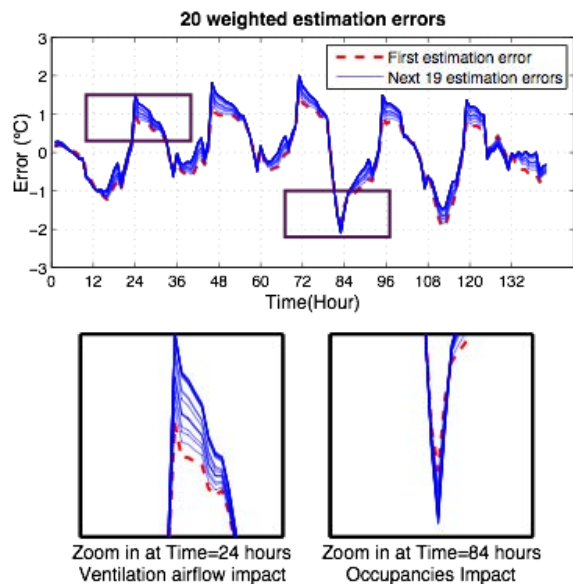 20 weighted estimation errors
First estimation error
Next 19 estimation errors
Error (ºC)
3
2
1
0
−1
−2
−3
0 12 24 36 48 60 72 84 96 108 120 132
Time(Hour)
Zoom in at Time=24 hours
Ventilation airflow impact
Zoom in at Time=84 hours
Occupancies Impact